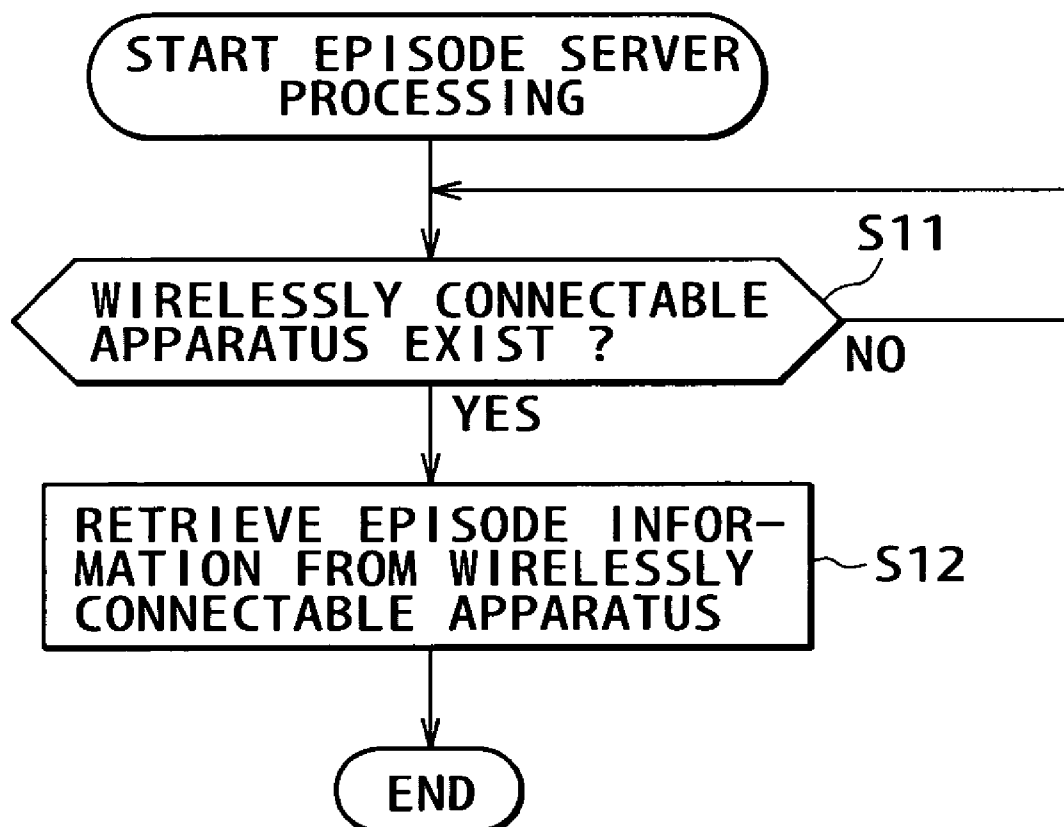 START EPISODE SERVER
PROCESSING
S11
WIRELESSLY CONNECTABLE
APPARATUS EXIST ?
NO
YES
RETRIEVE EPISODE INFOR-
MATION FROM WIRELESSLY
CONNECTABLE APPARATUS
S12
END